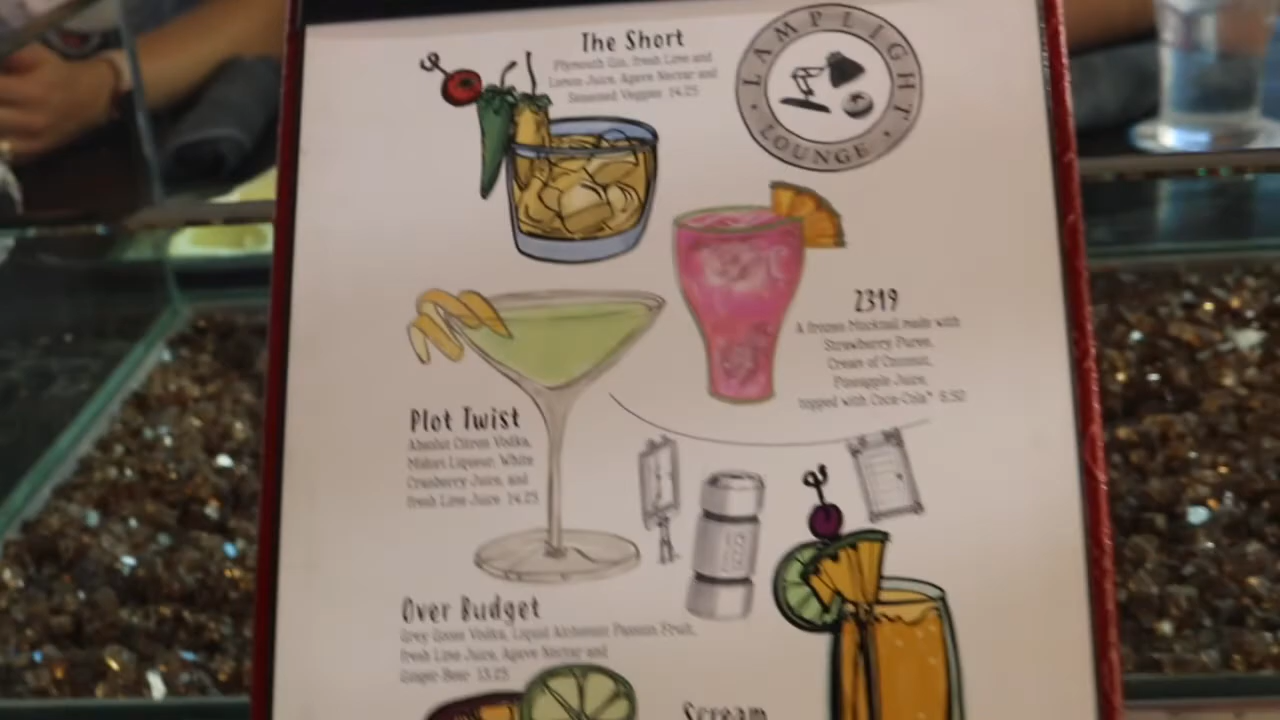 The Short
Plymouth Gin, Fresh Lime and
Lemon Juice, Agave Nectar and
Seasoned Veggies 14.25
LAMPLIGHT
LOUNGE
2319
A frozen Mocktail made with
Strawberry Puree,
Cream of Coconut,
Pineapple Juice,
topped with Coca-Cola™ 8.50
Plot Twist
Absolut Citron Vodka,
Midori Liqueur, White
Cranberry Juice, and
Fresh Lime Juice 14.25
Over Budget
Grey Goose Vodka, Liquid Alchemist Passion Fruit,
Fresh Lime Juice, Agave Nectar and
Ginger Beer 13.25
Scream